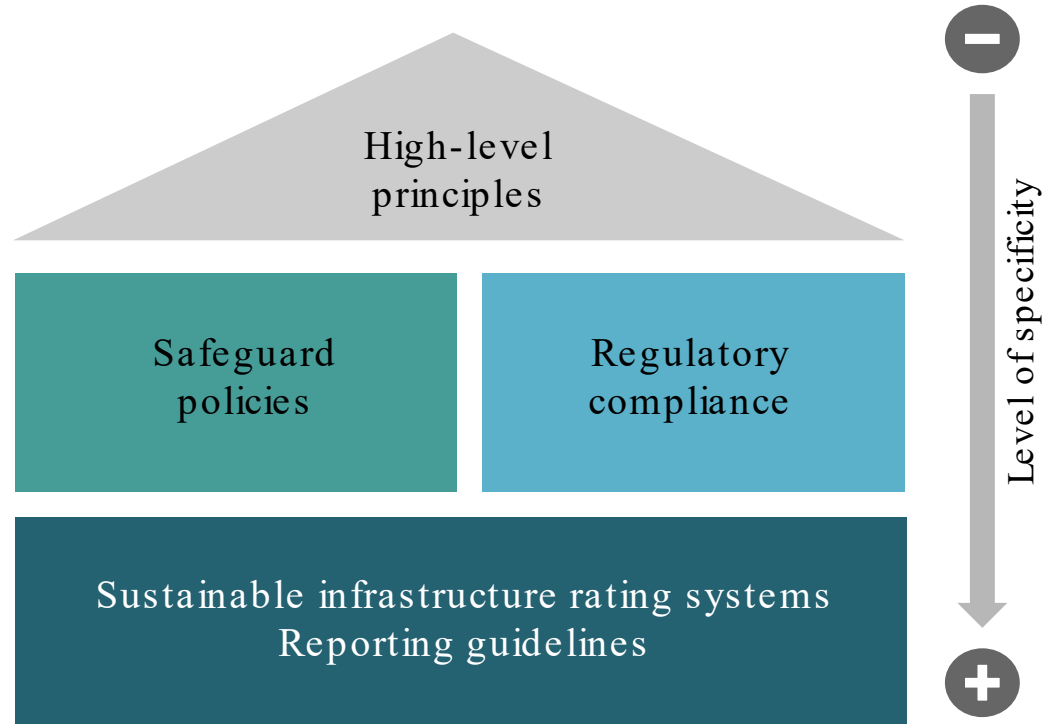 High-level
principles
Safeguard
policies
Regulatory
compliance
Sustainable infrastructure rating systems
Reporting guidelines
Level of specificity